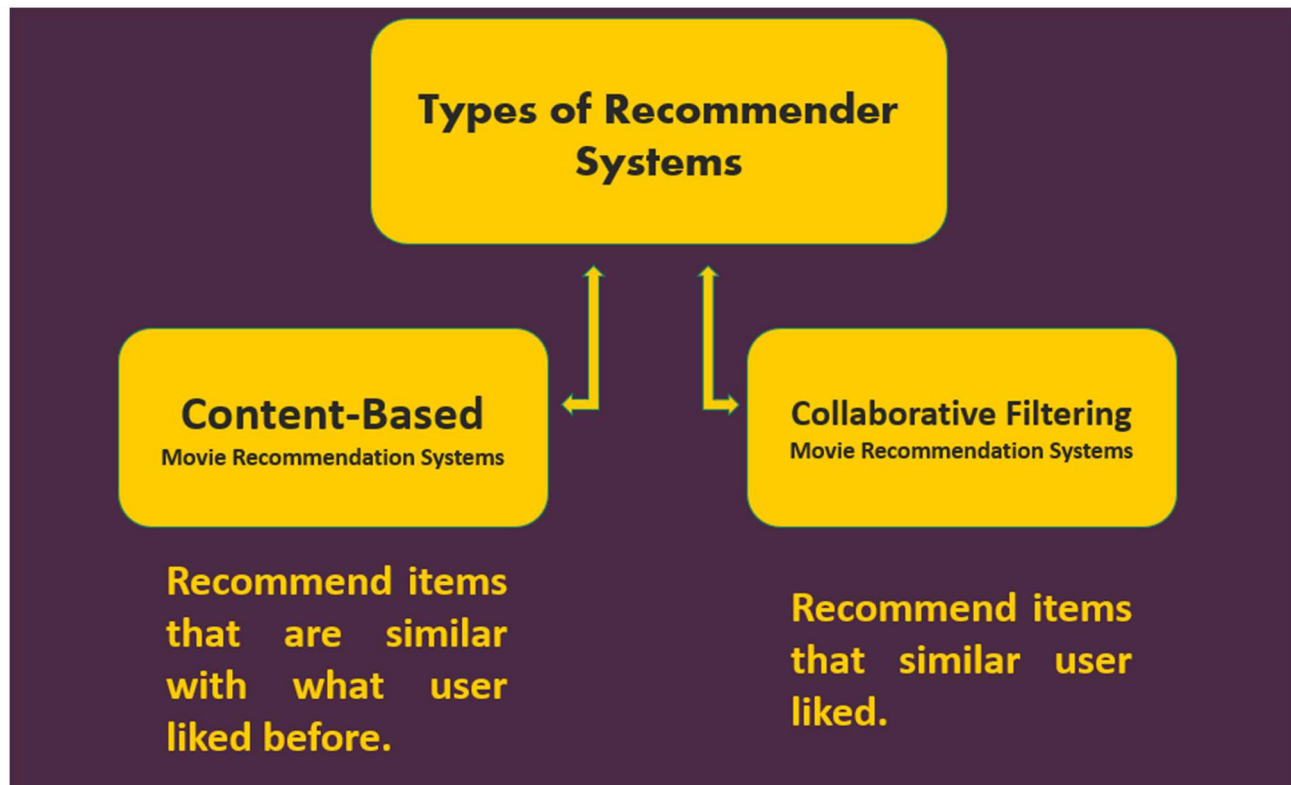 Types of Recommender
Systems
Content-Based
Movie Recommendation Systems
Collaborative Filtering
Movie Recommendation Systems
Recommend items
that are similar
with what user
liked before.
Recommend items
that similar user
liked.